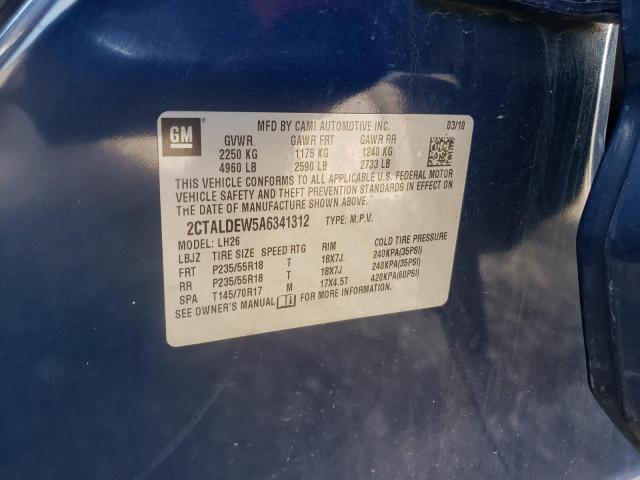 GM
MFD BY CAMI AUTOMOTIVE INC. 03/10
GVWR GAWR FRT GAWR RR
2250 KG 1175 KG 1240 KG
4960 LB 2590 LB 2733 LB
THIS VEHICLE CONFORMS TO ALL APPLICABLE U.S. FEDERAL MOTOR
VEHICLE SAFETY AND THEFT PREVENTION STANDARDS IN EFFECT ON
THE DATE OF MANUFACTURE SHOWN ABOVE.
2CTALDEW5A6341312 TYPE: M.P.V.
MODEL: LH26
LBJZ TIRE SIZE SPEED RTG RIM COLD TIRE PRESSURE
FRT P235/55R18 T 18X7J 240KPA(35PSI)
RR P235/55R18 T 18X7J 240KPA(35PSI)
SPA T145/70R17 M 17X4.5T 420KPA(60PSI)
SEE OWNER'S MANUAL FOR MORE INFORMATION.